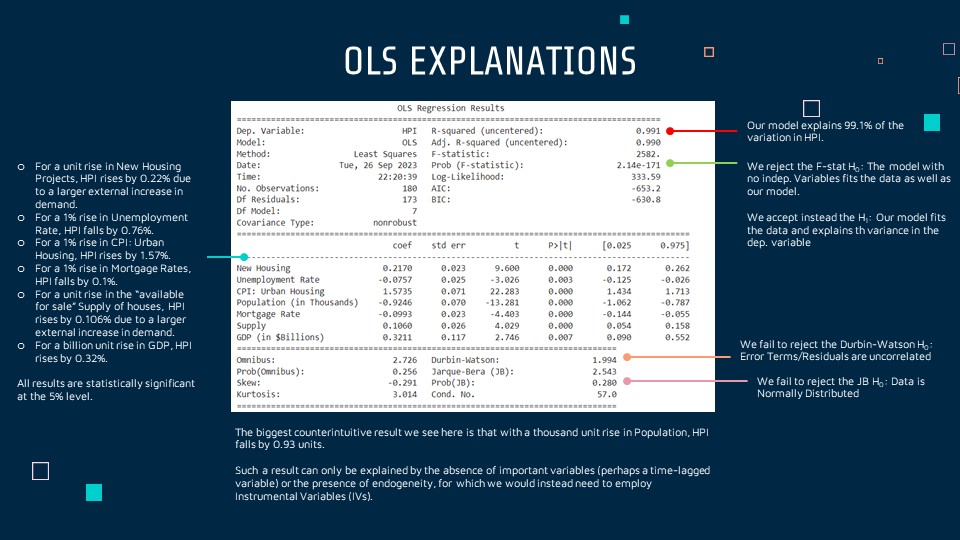 OLS EXPLANATIONS
o For a unit rise in New Housing
Projects, HPI rises by 0.22% due
to a larger external increase in
demand.
o For a 1% rise in Unemployment
Rate, HPI falls by 0.76%.
o For a 1% rise in CPI: Urban
Housing, HPI rises by 1.57%.
o For a 1% rise in Mortgage Rates,
HPI falls by 0.1%.
o For a unit rise in the “available
for sale” Supply of houses, HPI
rises by 0.106% due to a larger
external increase in demand.
o For a billion unit rise in GDP, HPI
rises by 0.32%.
All results are statistically significant
at the 5% level.
OLS Regression Results
Dep. Variable: HPI R-squared (uncentered): 0.991
Model: OLS Adj. R-squared (uncentered): 0.990
Method: Least Squares F-statistic: 2582.
Date: Tue, 26 Sep 2023 Prob (F-statistic): 2.14e-171
Time: 22:20:39 Log-Likelihood: 333.59
No. Observations: 180 AIC: -653.2
Df Residuals: 173 BIC: -630.8
Df Model: 7
Covariance Type: nonrobust
coef std err t P>|t| [0.025 0.975]
New Housing 0.2170 0.023 9.600 0.000 0.172 0.262
Unemployment Rate -0.0757 0.025 -3.026 0.003 -0.125 -0.026
CPI: Urban Housing 1.5735 0.071 22.283 0.000 1.434 1.713
Population (in Thousands) -0.9246 0.070 -13.281 0.000 -1.062 -0.787
Mortgage Rate -0.0993 0.023 -4.403 0.000 -0.144 -0.055
Supply 0.1060 0.026 4.029 0.000 0.054 0.158
GDP (in $Billions) 0.3211 0.117 2.746 0.007 0.090 0.552
Omnibus: 2.726 Durbin-Watson: 1.994
Prob(Omnibus): 0.256 Jarque-Bera (JB): 2.543
Skew: -0.291 Prob(JB): 0.280
Kurtosis: 3.014 Cond. No. 57.0
Our model explains 99.1% of the
variation in HPI.
We reject the F-stat H₀: The model with
no indep. Variables fits the data as well as
our model.
We accept instead the H₁: Our model fits
the data and explains th variance in the
dep. variable
We fail to reject the Durbin-Watson H₀:
Error Terms/Residuals are uncorrelated
We fail to reject the JB H₀: Data is
Normally Distributed
The biggest counterintuitive result we see here is that with a thousand unit rise in Population, HPI
falls by 0.93 units.
Such a result can only be explained by the absence of important variables (perhaps a time-lagged
variable) or the presence of endogeneity, for which we would instead need to employ
Instrumental Variables (IVs).